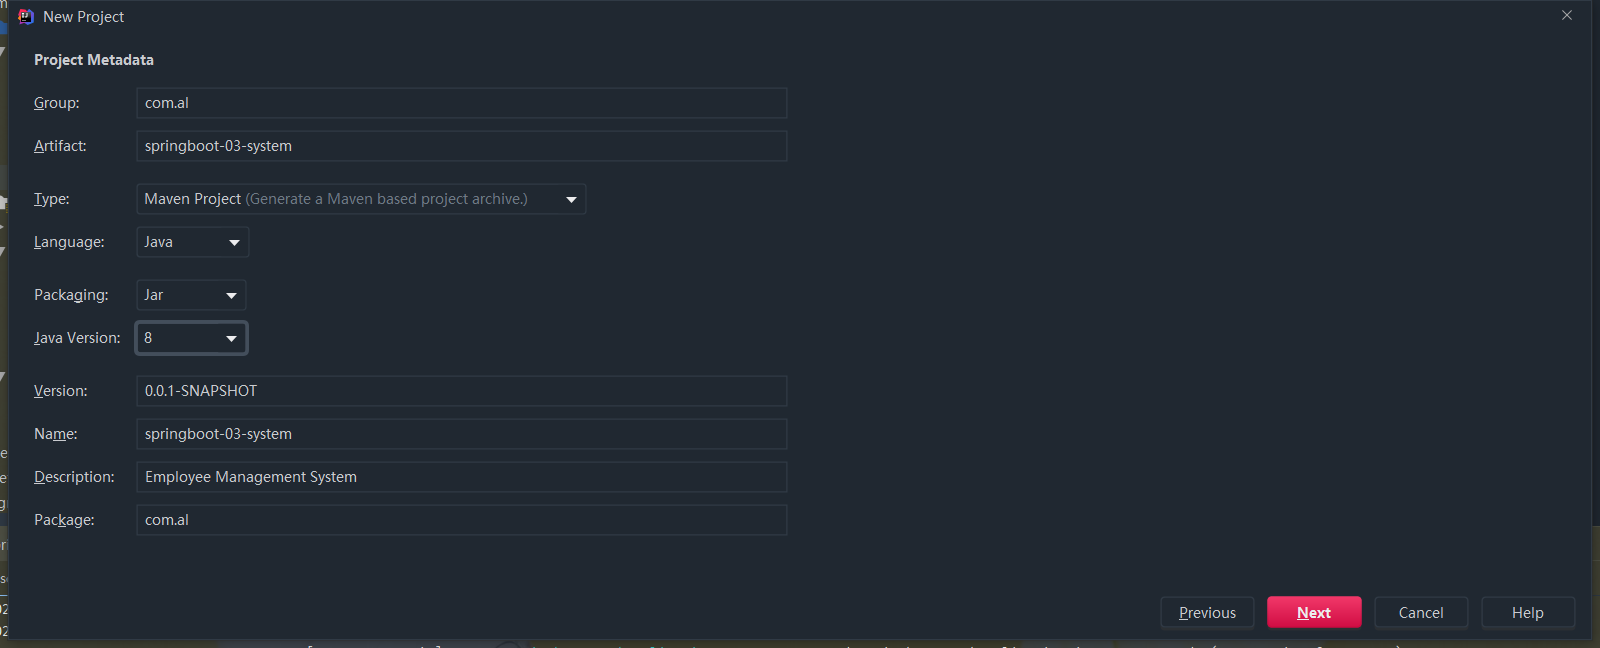 New Project
Project Metadata
Group: com.al
Artifact: springboot-03-system
Type: Maven Project (Generate a Maven based project archive.)
Language: Java
Packaging: Jar
Java Version: 8
Version: 0.0.1-SNAPSHOT
Name: springboot-03-system
Description: Employee Management System
Package: com.al
Previous Next Cancel Help